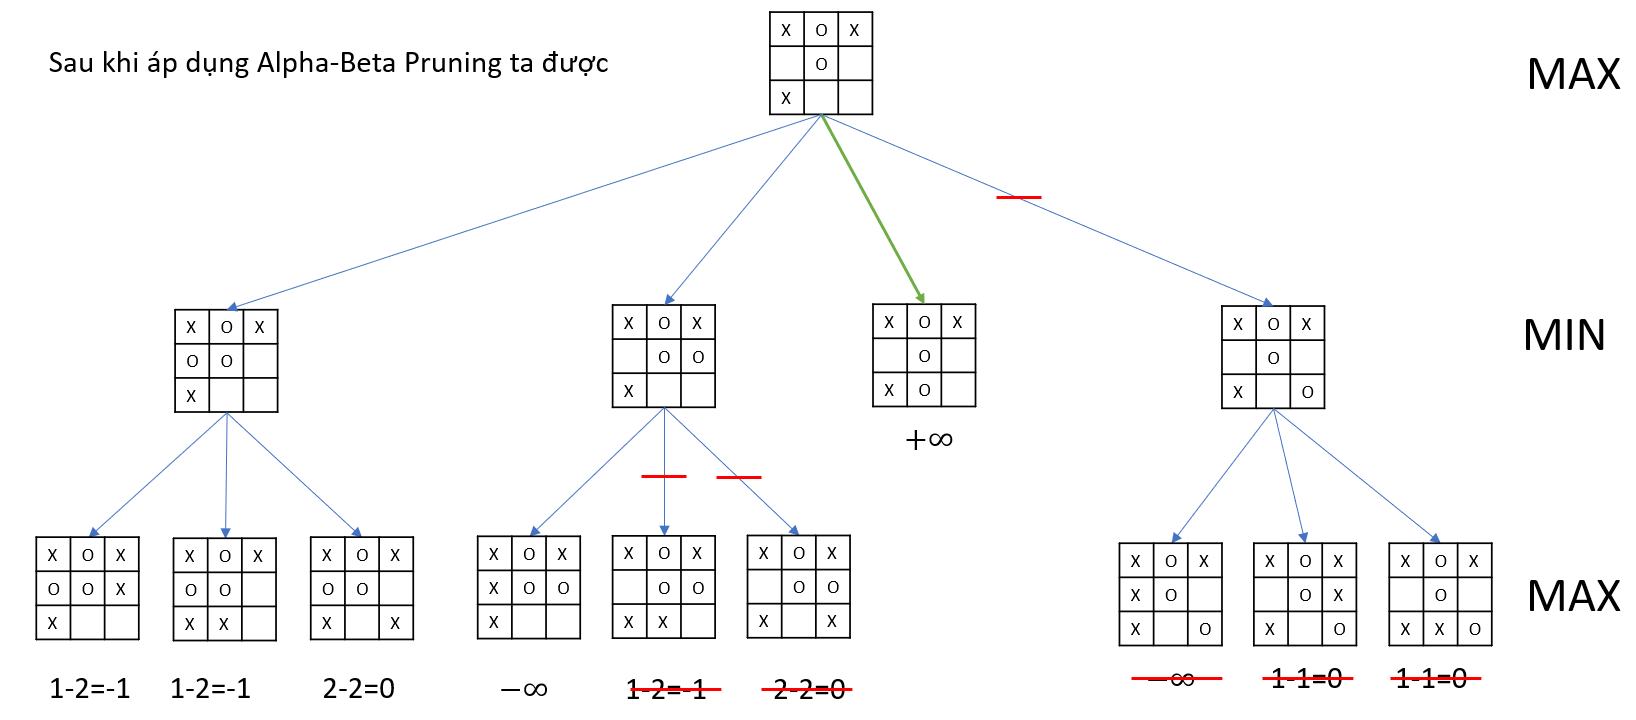 Sau khi áp dụng Alpha-Beta Pruning ta được
X O X
O
X
MAX
X O X
O O
X
X O X
O O
X
X O X
O
X O
+∞
X O X
O
X O
MIN
X O X
O O X
X
X O X
O O
X X
X O X
O O
X X
X O X
X O O
X
X O X
O O
X X
X O X
O O
X X
X O X
X O
X O
X O X
O X
X O
X O X
O
X X O
MAX
1-2=-1
1-2=-1
2-2=0
−∞
1-2=-1
2-2=0
−∞
1-1=0
1-1=0